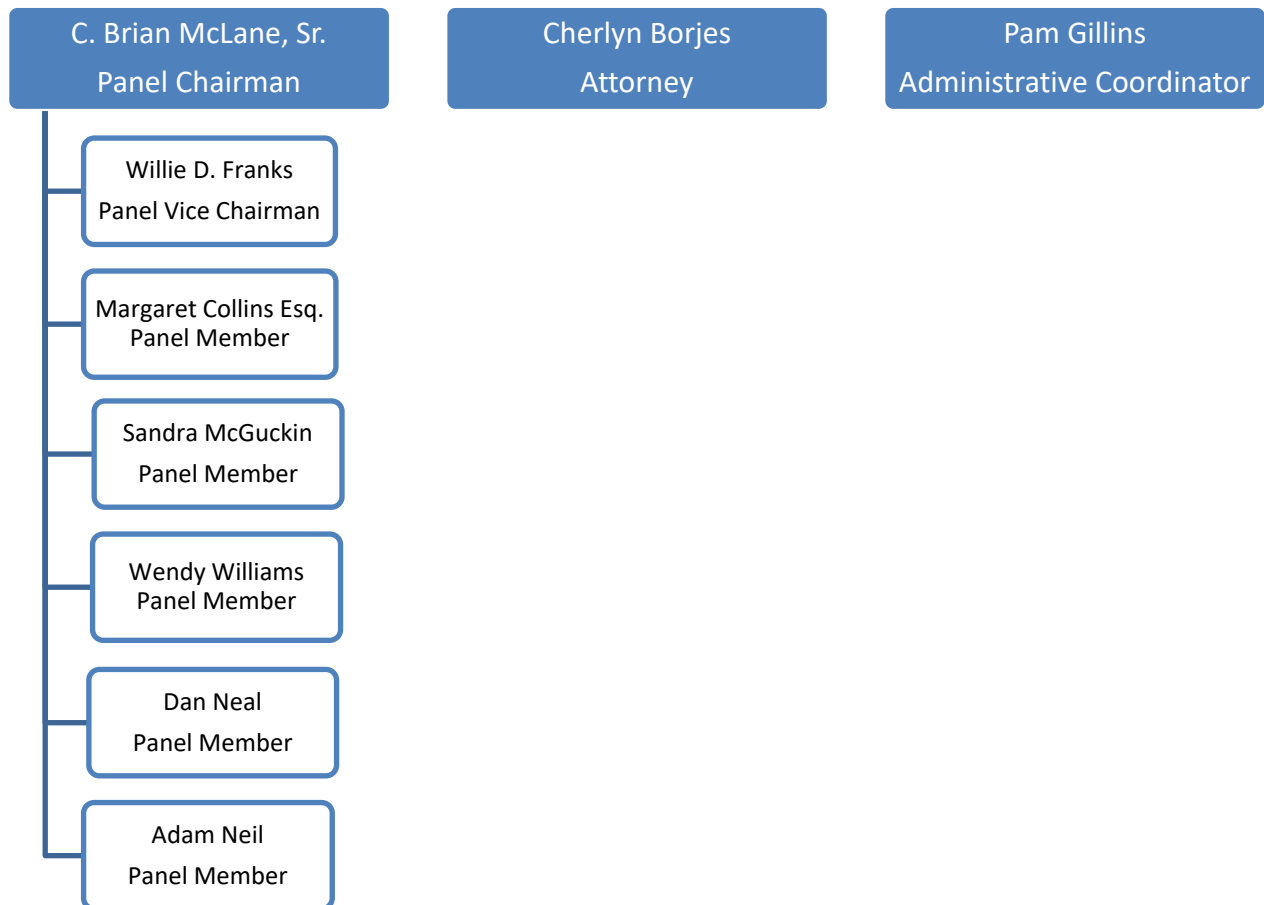 C. Brian McLane, Sr.
Panel Chairman
Cherlyn Borjes
Attorney
Pam Gillins
Administrative Coordinator
Willie D. Franks
Panel Vice Chairman
Margaret Collins Esq.
Panel Member
Sandra McGuckin
Panel Member
Wendy Williams
Panel Member
Dan Neal
Panel Member
Adam Neil
Panel Member